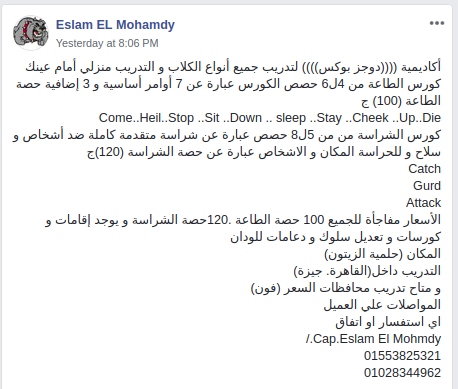 Eslam EL Mohamdy
Yesterday at 8:06 PM
أكاديمية ((((دوجز بوكس)))) لتدريب جميع أنواع الكلاب و التدريب منزلي أمام عينك
كورس الطاعة من 4ل6 حصص الكورس عبارة عن 7 أوامر أساسية و 3 إضافية حصة
الطاعة (100) ج
Come..Heil..Stop ..Sit ..Down .. sleep ..Stay ..Cheek ..Up..Die
كورس الشراسة من من 5ل8 حصص عبارة عن شراسة متقدمة كاملة ضد أشخاص و
سلاح و للحراسة المكان و الاشخاص عبارة عن حصة الشراسة (120)ج
Catch
Gurd
Attack
الأسعار مفاجأة للجميع 100 حصة الطاعة .120حصة الشراسة و يوجد إقامات و
كورسات و تعديل سلوك و دعامات للودان
المكان (حلمية الزيتون)
التدريب داخل(القاهرة. جيزة)
و متاح تدريب محافظات السعر (فون)
المواصلات علي العميل
اي استفسار او اتفاق
/.Cap.Eslam El Mohmdy
01553825321
01028344962